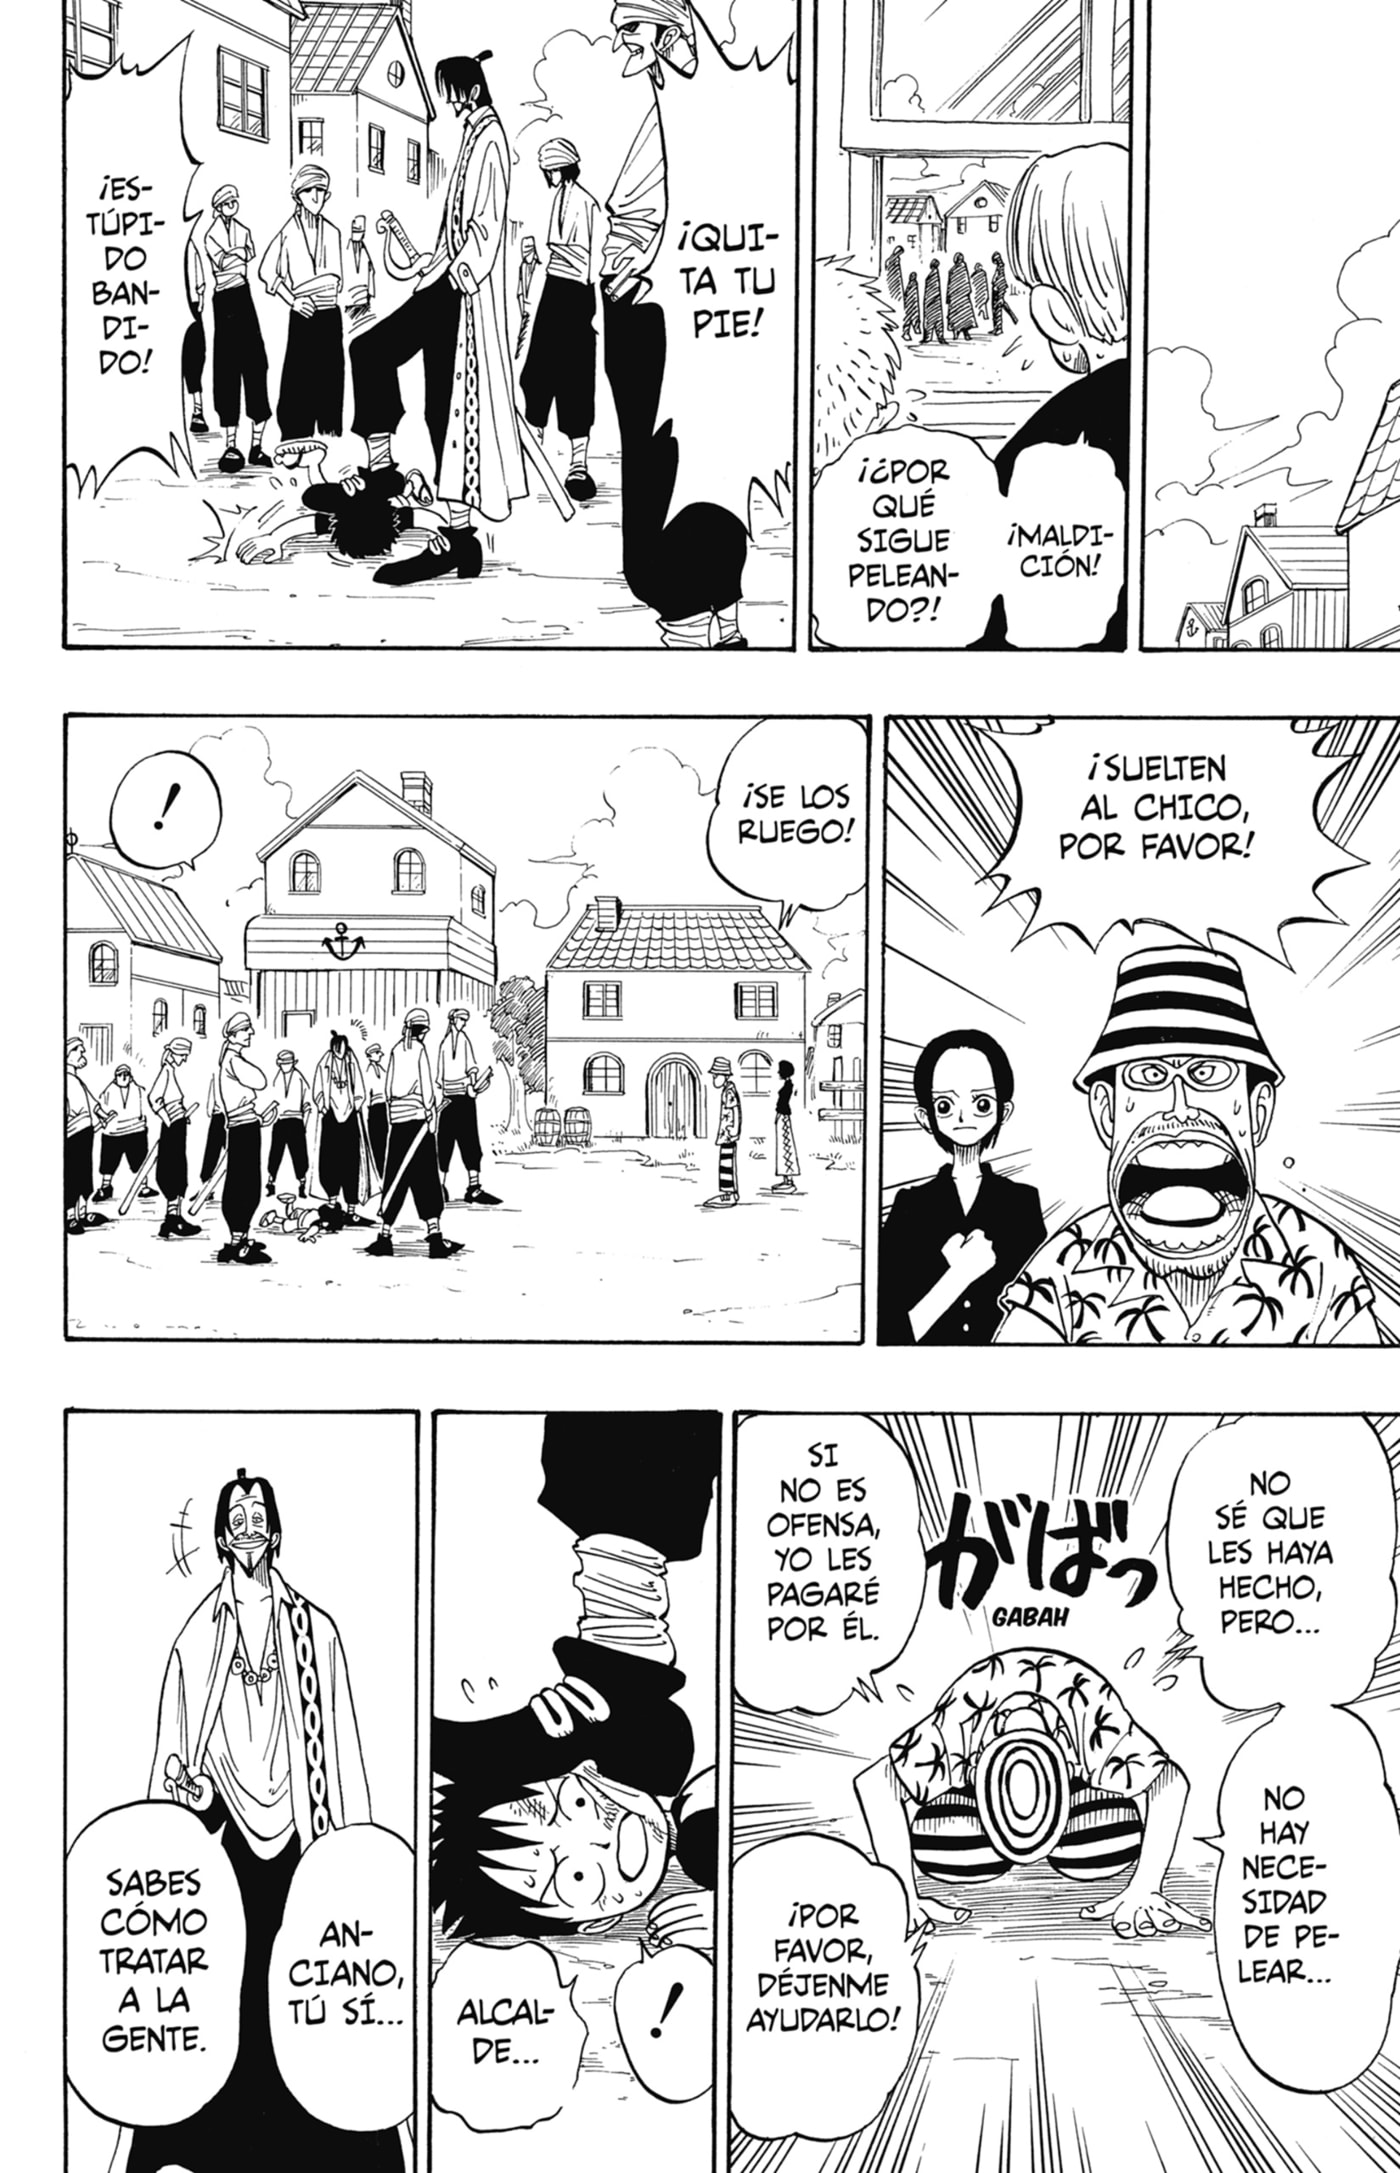 ¡MALDI-
CIÓN!
¡¿POR
QUÉ
SIGUE
PELEAN-
DO?!
¡QUI-
TA TU
PIE!
¡ES-
TÚPI-
DO
BAN-
DI-
DO!
¡SUELTEN
AL CHICO,
POR FAVOR!
¡SE LOS
RUEGO!
!
NO
SÉ QUE
LES HAYA
HECHO,
PERO...
NO
HAY
NECE-
SIDAD
DE PE-
LEAR...
がばっ
GABAH
SI
NO ES
OFENSA,
YO LES
PAGARÉ
POR ÉL.
¡POR
FAVOR,
DÉJENME
AYUDARLO!
!
ALCAL-
DE...
AN-
CIANO,
TÚ SÍ...
SABES
CÓMO
TRATAR
A LA
GENTE.